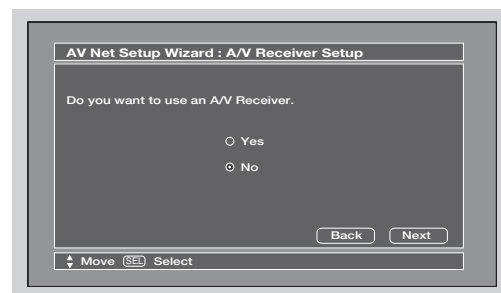 AV Net Setup Wizard : A/V Receiver Setup
Do you want to use an A/V Receiver.
Yes
No
Back Next
Move SEL Select